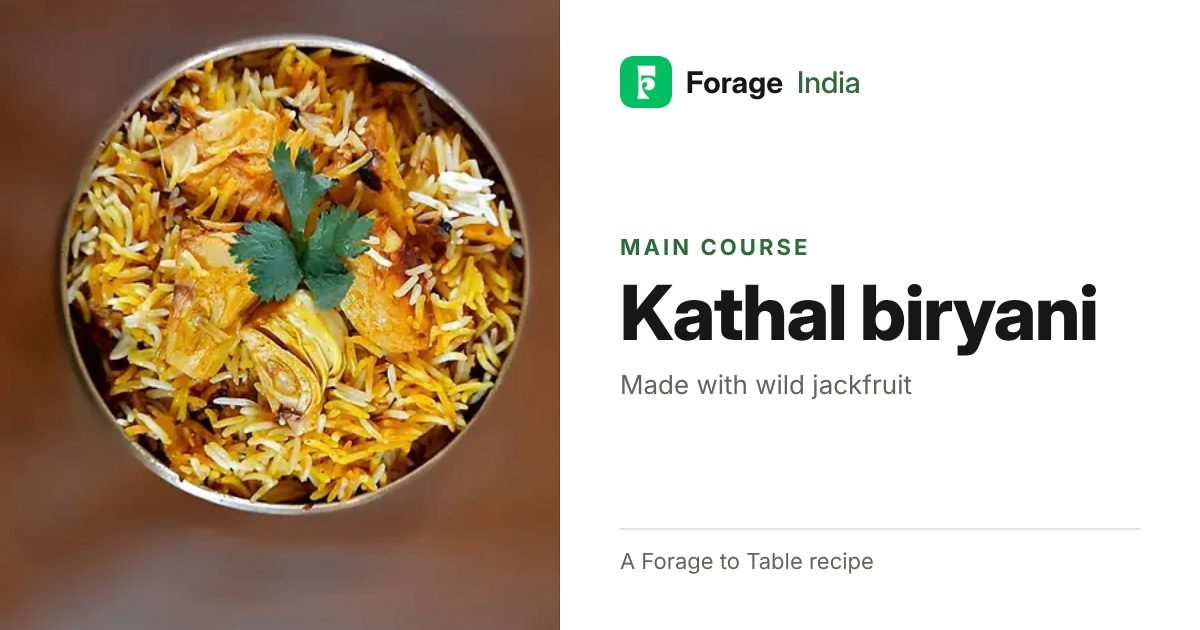 Forage India
MAIN COURSE
Kathal biryani
Made with wild jackfruit
A Forage to Table recipe